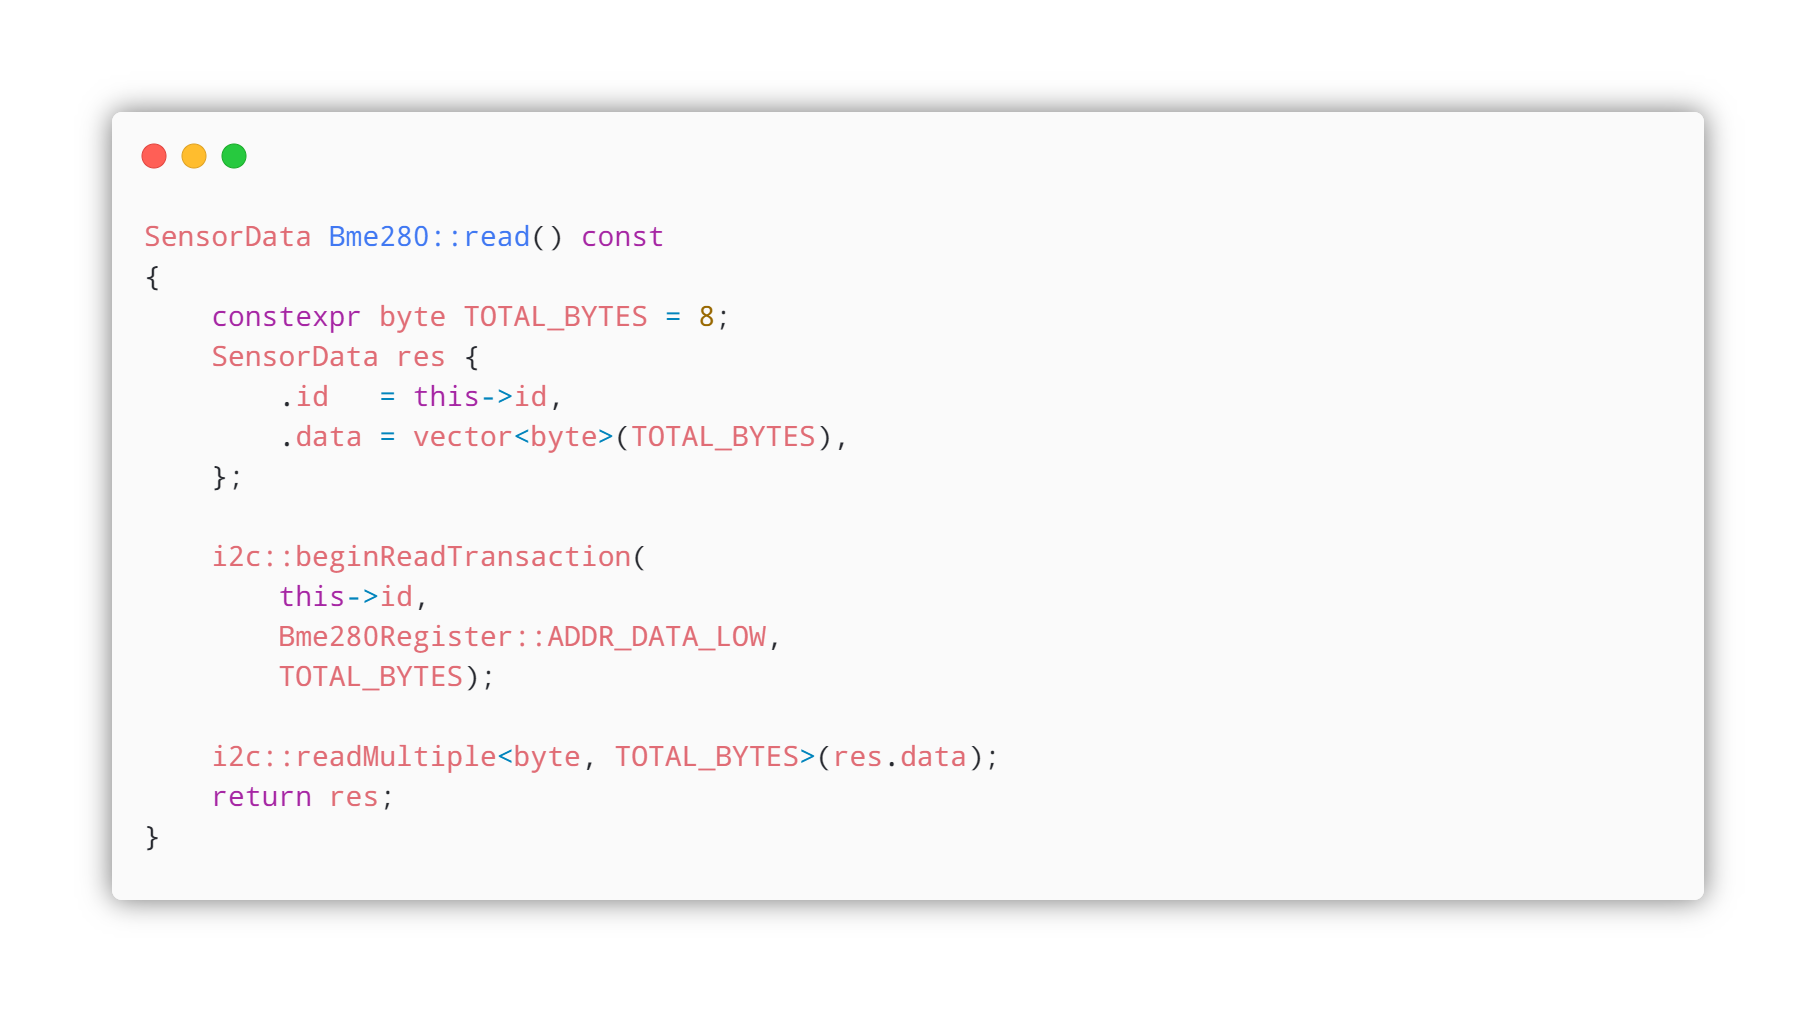 SensorData Bme280::read() const
{
    constexpr byte TOTAL_BYTES = 8;
    SensorData res {
        .id   = this->id,
        .data = vector<byte>(TOTAL_BYTES),
    };

    i2c::beginReadTransaction(
        this->id,
        Bme280Register::ADDR_DATA_LOW,
        TOTAL_BYTES);

    i2c::readMultiple<byte, TOTAL_BYTES>(res.data);
    return res;
}